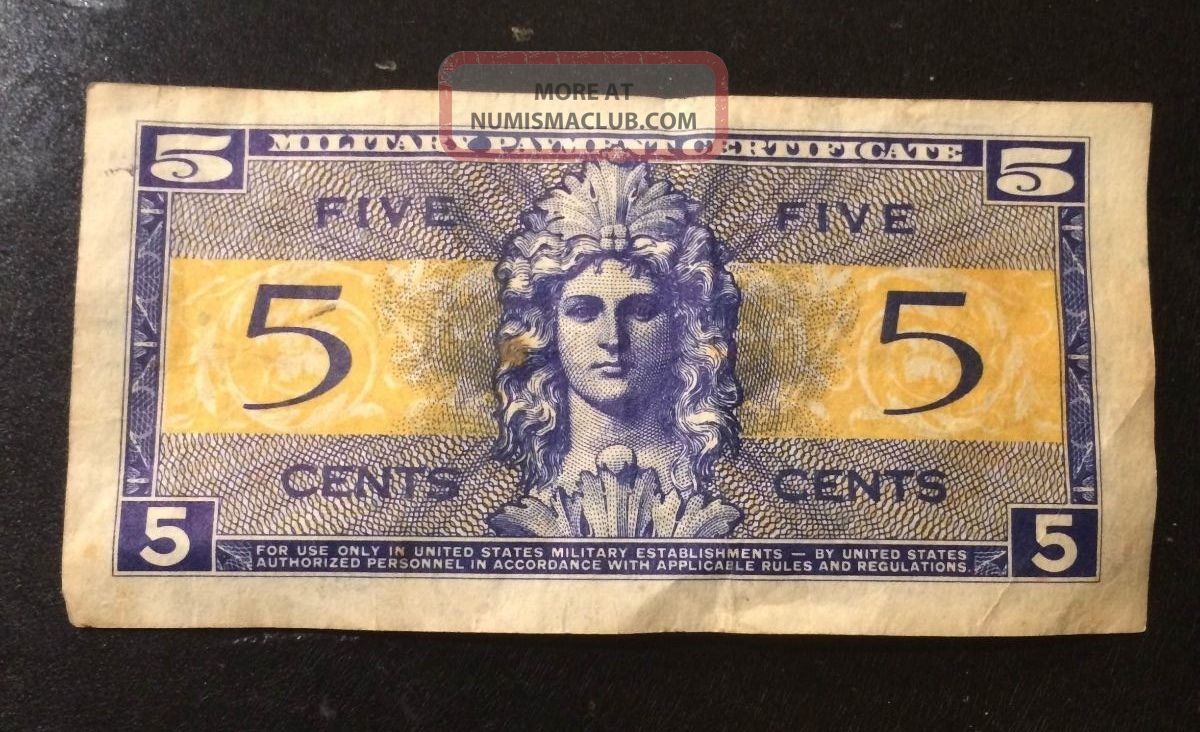 MORE AT
NUMISMACLUB.COM
5 MILITARY PAYMENT CERTIFICATE 5
FIVE FIVE
5 5
CENTS CENTS
5 5
FOR USE ONLY IN UNITED STATES MILITARY ESTABLISHMENTS — BY UNITED STATES
AUTHORIZED PERSONNEL IN ACCORDANCE WITH APPLICABLE RULES AND REGULATIONS.